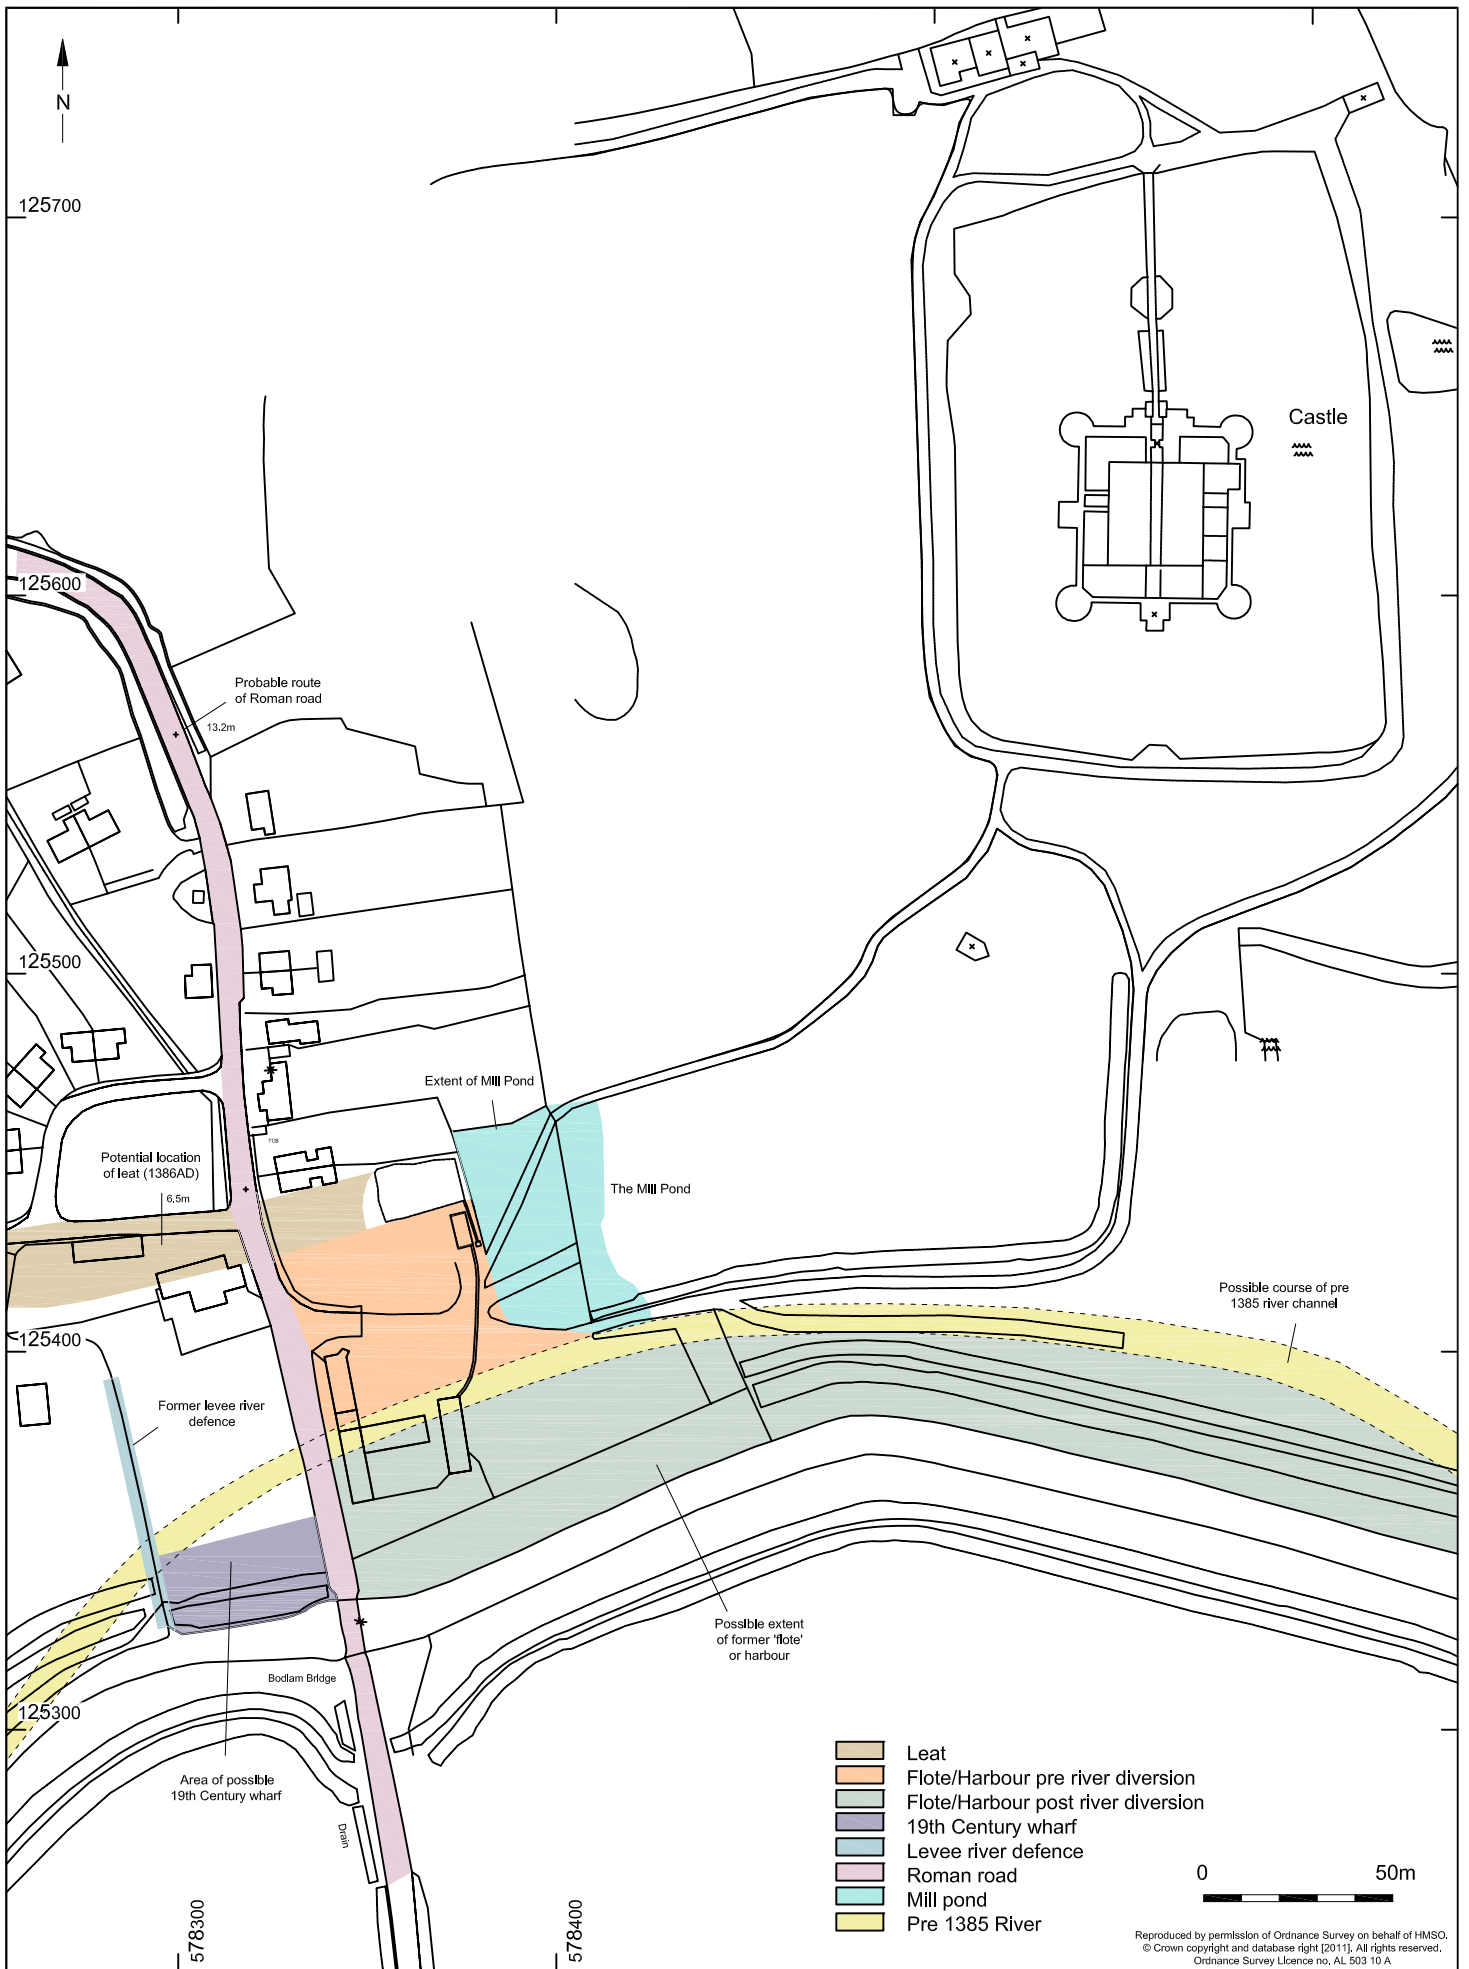 N
125700
Castle
125600
Probable route
of Roman road
13.2m
125500
Extent of Mill Pond
TCB
Potential location
of leat (1386AD)
6.5m
The Mill Pond
Possible course of pre
1385 river channel
125400
Former levee river
defence
Possible extent
of former 'flote'
or harbour
Bodiam Bridge
125300
Area of possible
19th Century wharf
Drain
Leat
Flote/Harbour pre river diversion
Flote/Harbour post river diversion
19th Century wharf
Levee river defence
Roman road
Mill pond
Pre 1385 River
0 50m
578300
578400
Reproduced by permission of Ordnance Survey on behalf of HMSO.
© Crown copyright and database right [2011]. All rights reserved.
Ordnance Survey Licence no. AL 503 10 A